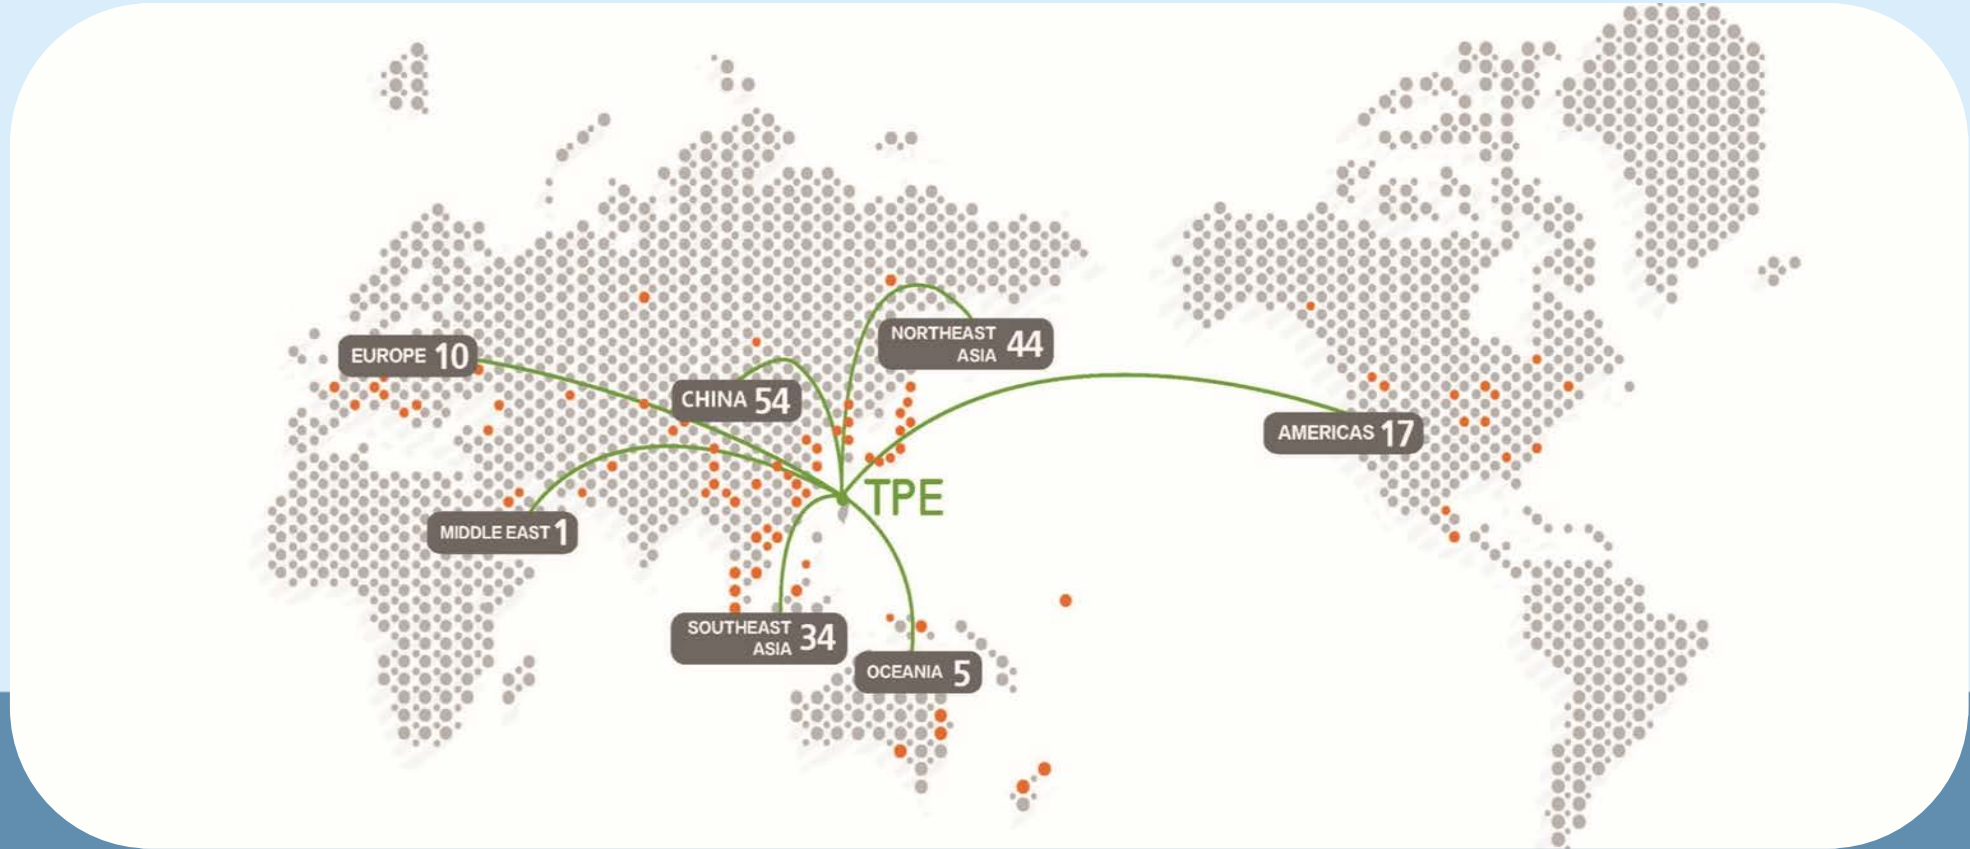 EUROPE 10
NORTHEAST
ASIA 44
CHINA 54
AMERICAS 17
TPE
MIDDLE EAST 1
SOUTHEAST
ASIA 34
OCEANIA 5